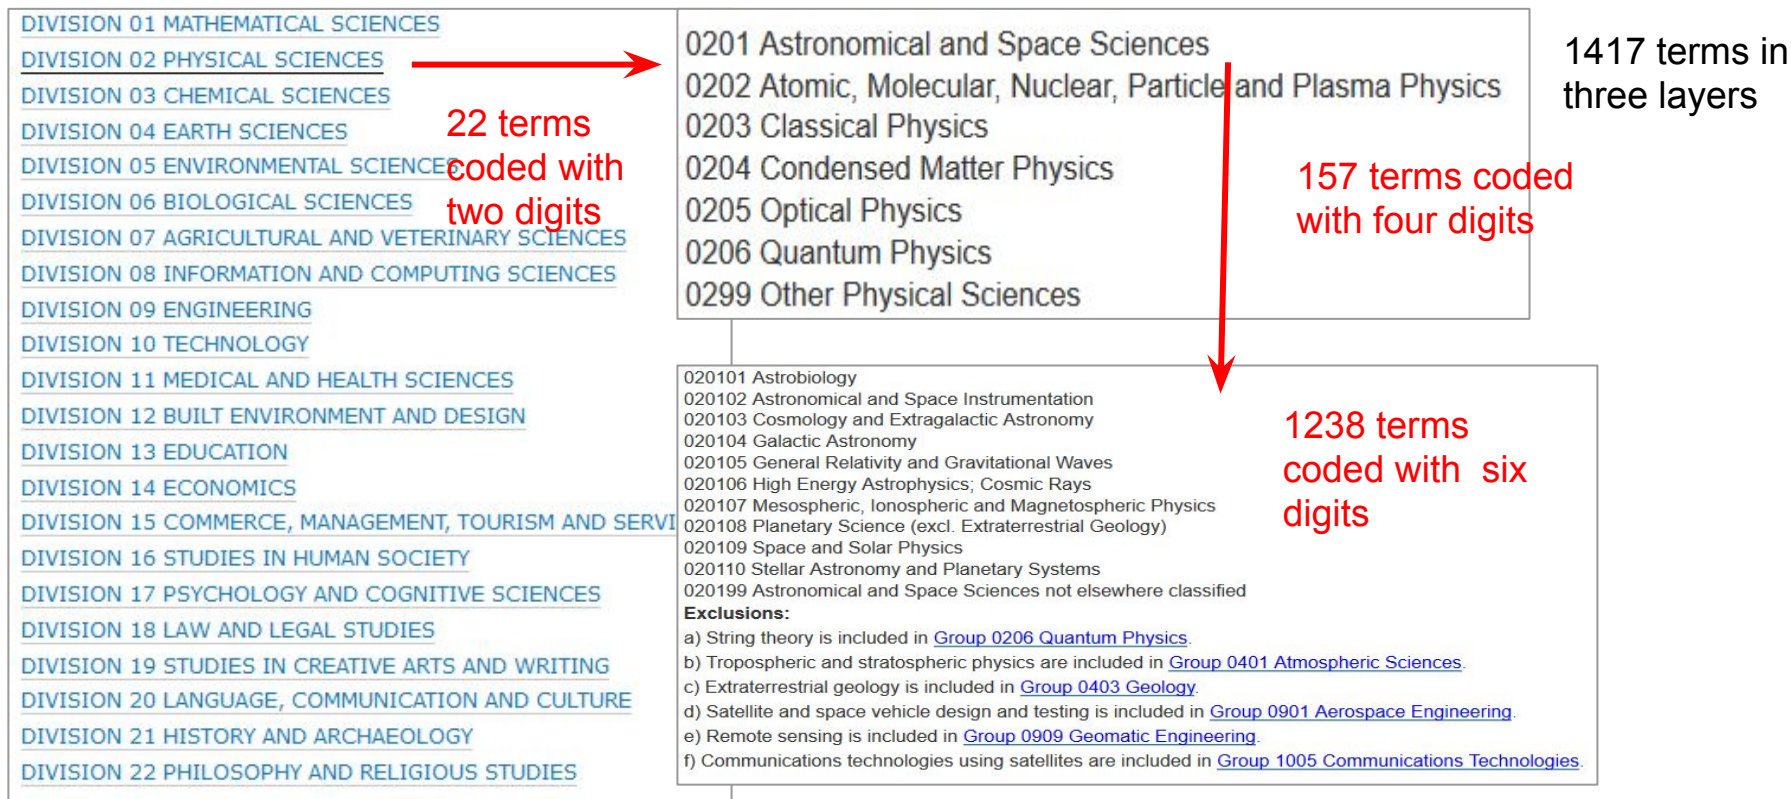 DIVISION 01 MATHEMATICAL SCIENCES
DIVISION 02 PHYSICAL SCIENCES
DIVISION 03 CHEMICAL SCIENCES
DIVISION 04 EARTH SCIENCES
DIVISION 05 ENVIRONMENTAL SCIENCES
DIVISION 06 BIOLOGICAL SCIENCES
DIVISION 07 AGRICULTURAL AND VETERINARY SCIENCES
DIVISION 08 INFORMATION AND COMPUTING SCIENCES
DIVISION 09 ENGINEERING
DIVISION 10 TECHNOLOGY
DIVISION 11 MEDICAL AND HEALTH SCIENCES
DIVISION 12 BUILT ENVIRONMENT AND DESIGN
DIVISION 13 EDUCATION
DIVISION 14 ECONOMICS
DIVISION 15 COMMERCE, MANAGEMENT, TOURISM AND SERVI
DIVISION 16 STUDIES IN HUMAN SOCIETY
DIVISION 17 PSYCHOLOGY AND COGNITIVE SCIENCES
DIVISION 18 LAW AND LEGAL STUDIES
DIVISION 19 STUDIES IN CREATIVE ARTS AND WRITING
DIVISION 20 LANGUAGE, COMMUNICATION AND CULTURE
DIVISION 21 HISTORY AND ARCHAEOLOGY
DIVISION 22 PHILOSOPHY AND RELIGIOUS STUDIES
22 terms
coded with
two digits
0201 Astronomical and Space Sciences
0202 Atomic, Molecular, Nuclear, Particle and Plasma Physics
0203 Classical Physics
0204 Condensed Matter Physics
0205 Optical Physics
0206 Quantum Physics
0299 Other Physical Sciences
157 terms coded
with four digits
1417 terms in
three layers
020101 Astrobiology
020102 Astronomical and Space Instrumentation
020103 Cosmology and Extragalactic Astronomy
020104 Galactic Astronomy
020105 General Relativity and Gravitational Waves
020106 High Energy Astrophysics; Cosmic Rays
020107 Mesospheric, Ionospheric and Magnetospheric Physics
020108 Planetary Science (excl. Extraterrestrial Geology)
020109 Space and Solar Physics
020110 Stellar Astronomy and Planetary Systems
020199 Astronomical and Space Sciences not elsewhere classified
Exclusions:
a) String theory is included in Group 0206 Quantum Physics.
b) Tropospheric and stratospheric physics are included in Group 0401 Atmospheric Sciences.
c) Extraterrestrial geology is included in Group 0403 Geology.
d) Satellite and space vehicle design and testing is included in Group 0901 Aerospace Engineering.
e) Remote sensing is included in Group 0909 Geomatic Engineering.
f) Communications technologies using satellites are included in Group 1005 Communications Technologies.
1238 terms
coded with six
digits